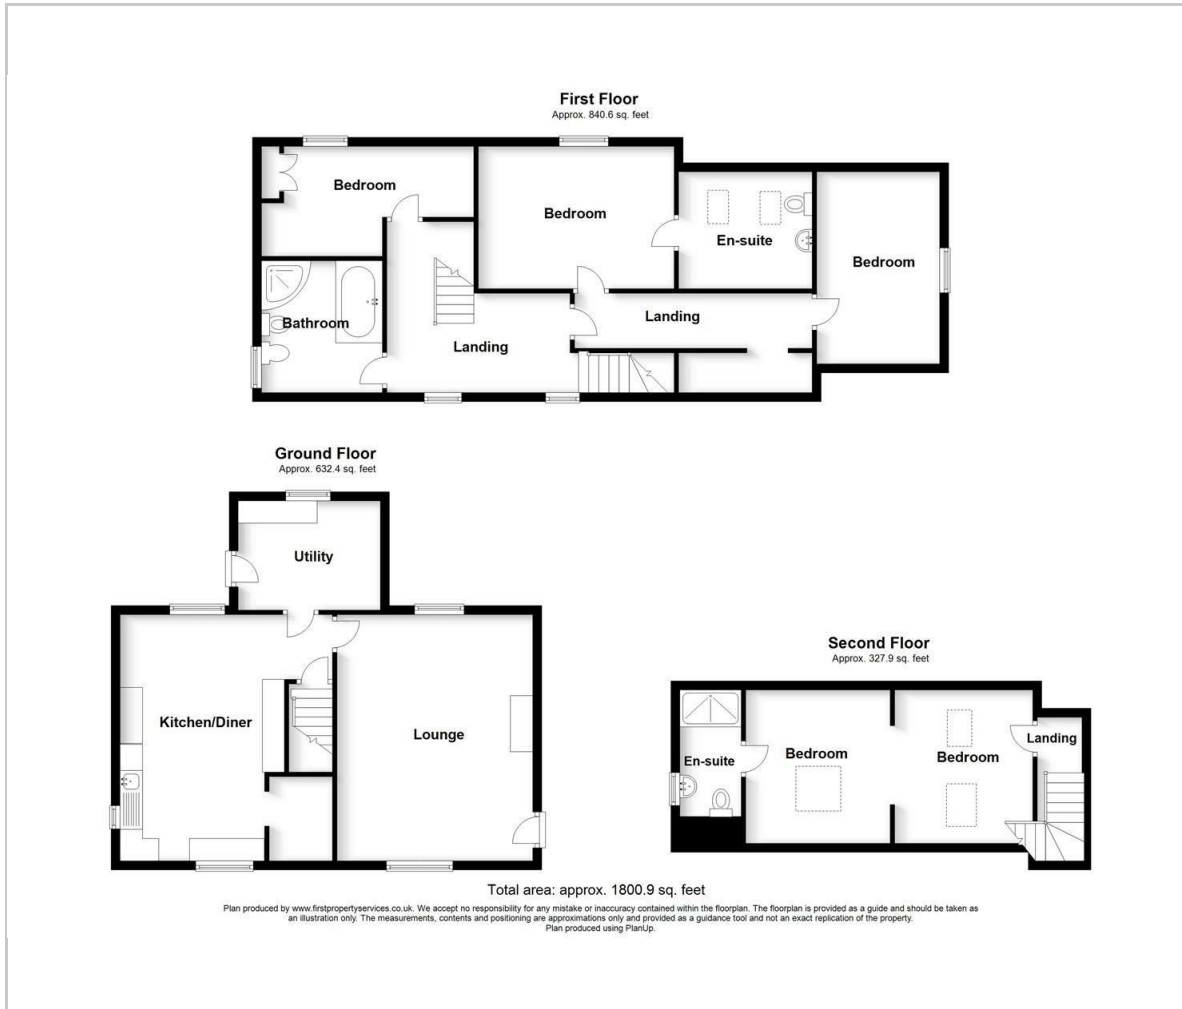 First Floor
Approx. 840.6 sq. feet
Bedroom
Bedroom
En-suite
Bedroom
Bathroom
Landing
Landing
Ground Floor
Approx. 632.4 sq. feet
Utility
Kitchen/Diner
Lounge
Second Floor
Approx. 327.9 sq. feet
En-suite
Bedroom
Bedroom
Landing
Total area: approx. 1800.9 sq. feet
Plan produced by www.firstpropertyservices.co.uk. We accept no responsibility for any mistake or inaccuracy contained within the floorplan. The floorplan is provided as a guide and should be taken as
an illustration only. The measurements, contents and positioning are approximations only and provided as a guidance tool and not an exact replication of the property.
Plan produced using PlanUp.